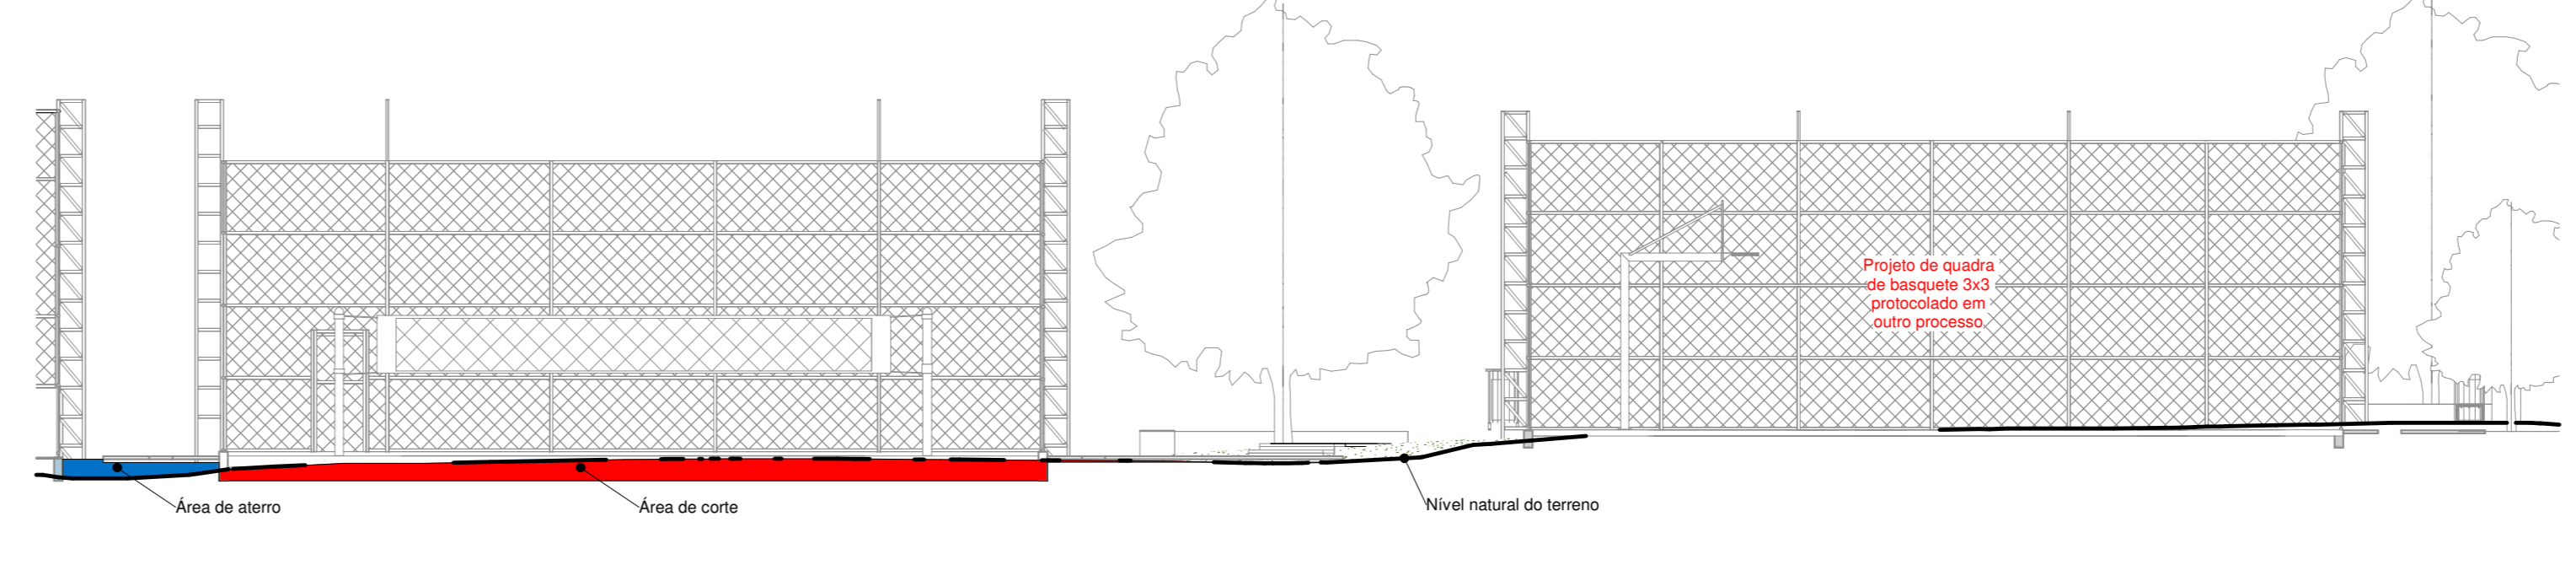 Projeto de quadra
de basquete 3x3
protocolado em
outro processo.
Área de aterro
Área de corte
Nível natural do terreno